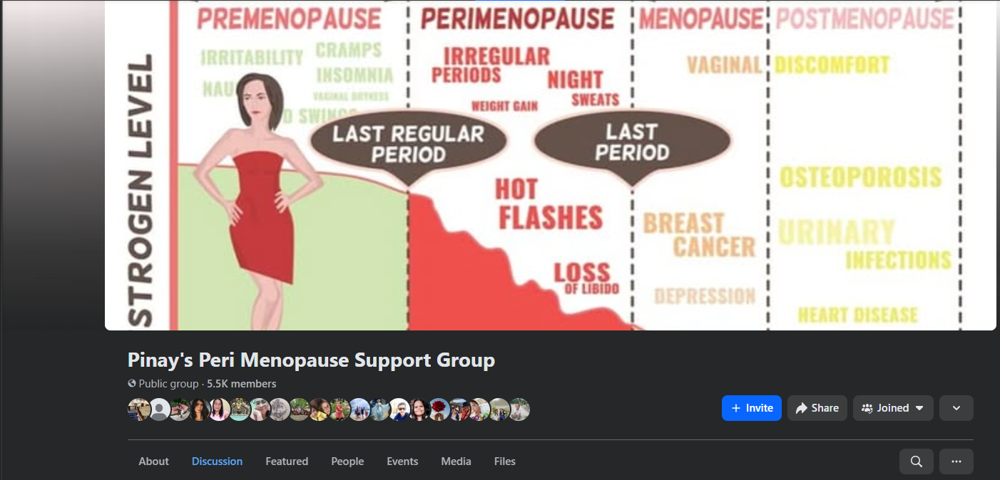 PREMENOPAUSE PERIMENOPAUSE MENOPAUSE POSTMENOPAUSE
STROGEN LEVEL
IRRITABILITY
CRAMPS
INSOMNIA
NAU
VAGINAL DRYNESS
D SWINGS
IRREGULAR
PERIODS
NIGHT
SWEATS
WEIGHT GAIN
VAGINAL DISCOMFORT
LAST REGULAR
PERIOD
LAST
PERIOD
HOT
FLASHES
LOSS
OF LIBIDO
BREAST
CANCER
DEPRESSION
OSTEOPOROSIS
URINARY
INFECTIONS
HEART DISEASE
Pinay's Peri Menopause Support Group
Public group · 5.5K members
+ Invite Share Joined
About Discussion Featured People Events Media Files